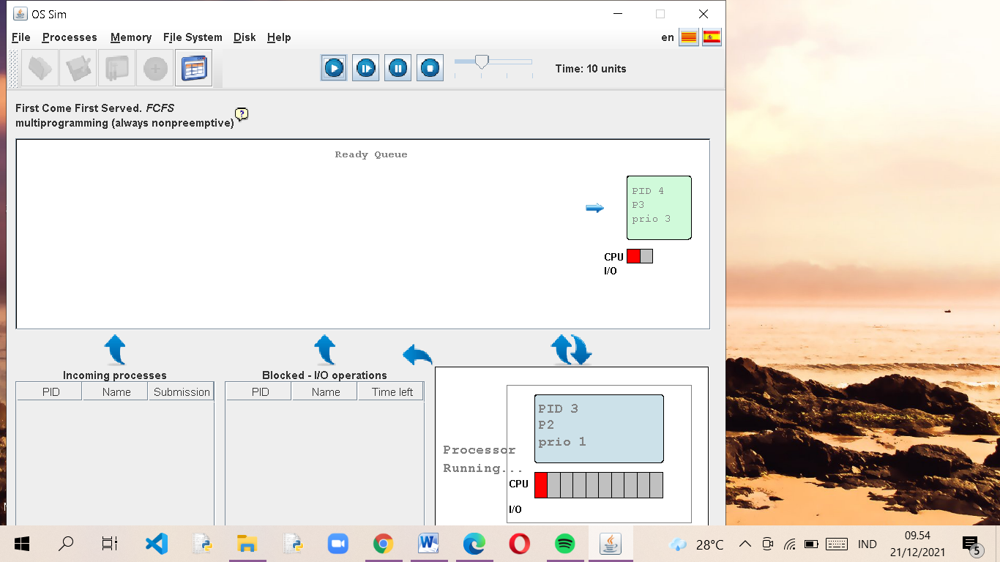 OS Sim
File Processes Memory File System Disk Help en
Time: 10 units
First Come First Served. FCFS
multiprogramming (always nonpreemptive)
?
Ready Queue
PID 4
P3
prio 3
CPU
I/O
Incoming processes
PID Name Submission
Blocked - I/O operations
PID Name Time left
Processor
Running...
PID 3
P2
prio 1
CPU
I/O
28°C
IND
09.54
21/12/2021
5